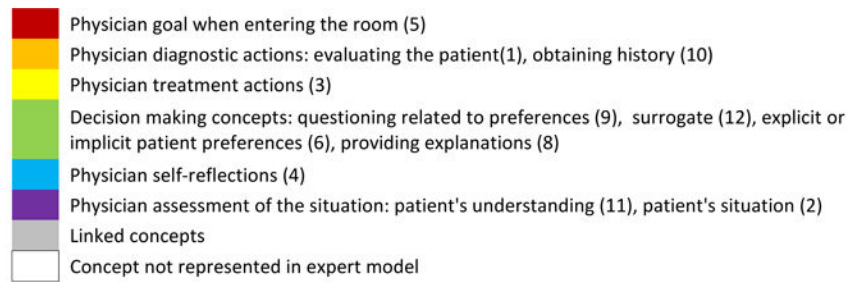 Physician goal when entering the room (5)
Physician diagnostic actions: evaluating the patient(1), obtaining history (10)
Physician treatment actions (3)
Decision making concepts: questioning related to preferences (9),  surrogate (12), explicit or
implicit patient preferences (6), providing explanations (8)
Physician self-reflections (4)
Physician assessment of the situation: patient's understanding (11), patient's situation (2)
Linked concepts
Concept not represented in expert model